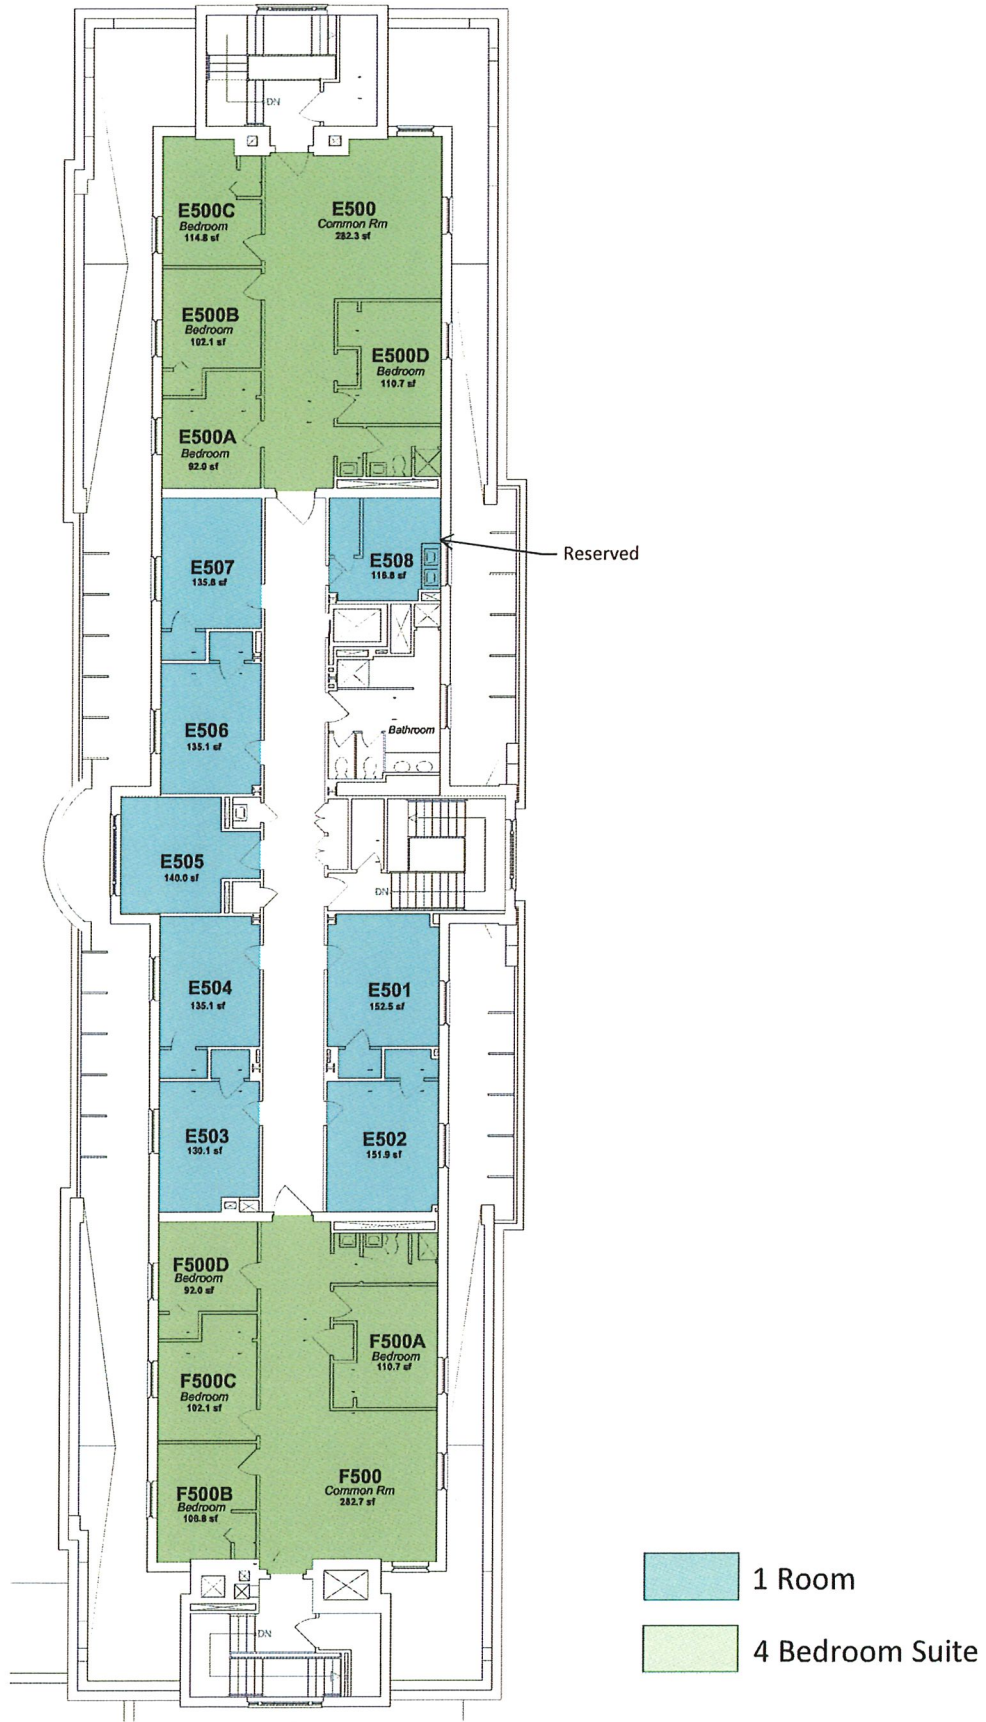 DN
E500C
Bedroom
114.8 sf
E500
Common Rm
282.3 sf
E500B
Bedroom
102.1 sf
E500D
Bedroom
110.7 sf
E500A
Bedroom
92.0 sf
E507
135.8 sf
E508
116.8 sf
Reserved
E506
135.1 sf
Bathroom
E505
140.0 sf
DN
E504
135.1 sf
E501
152.5 sf
E503
130.1 sf
E502
151.9 sf
F500D
Bedroom
92.0 sf
F500A
Bedroom
110.7 sf
F500C
Bedroom
102.1 sf
F500B
Bedroom
108.8 sf
F500
Common Rm
282.7 sf
DN
1 Room
4 Bedroom Suite